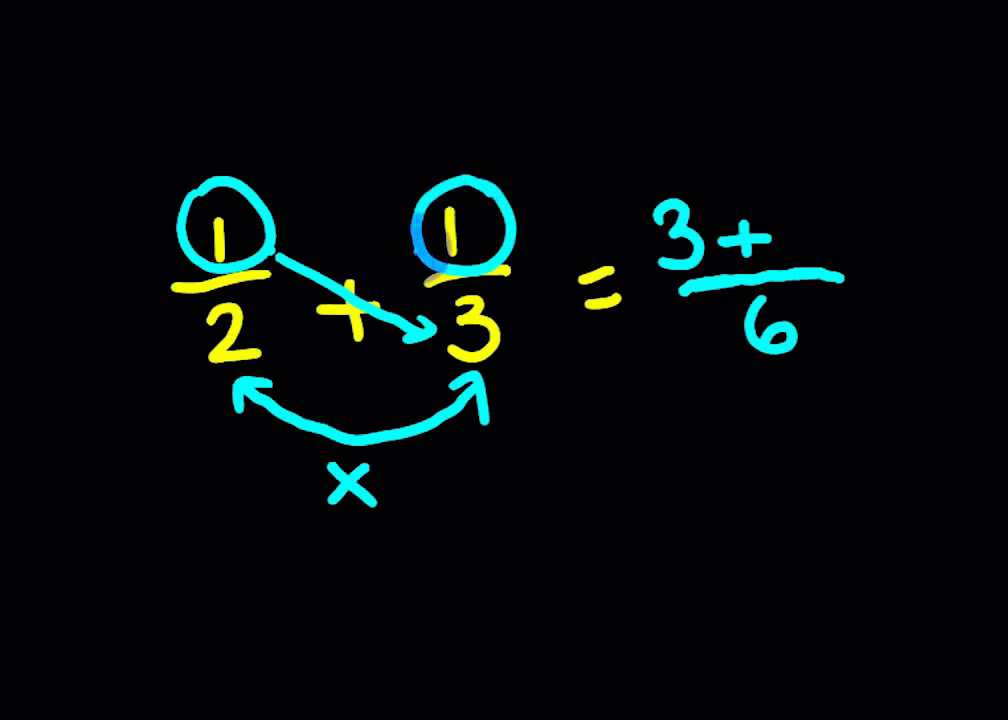 1/2 + 1/3 = 3+/6
×